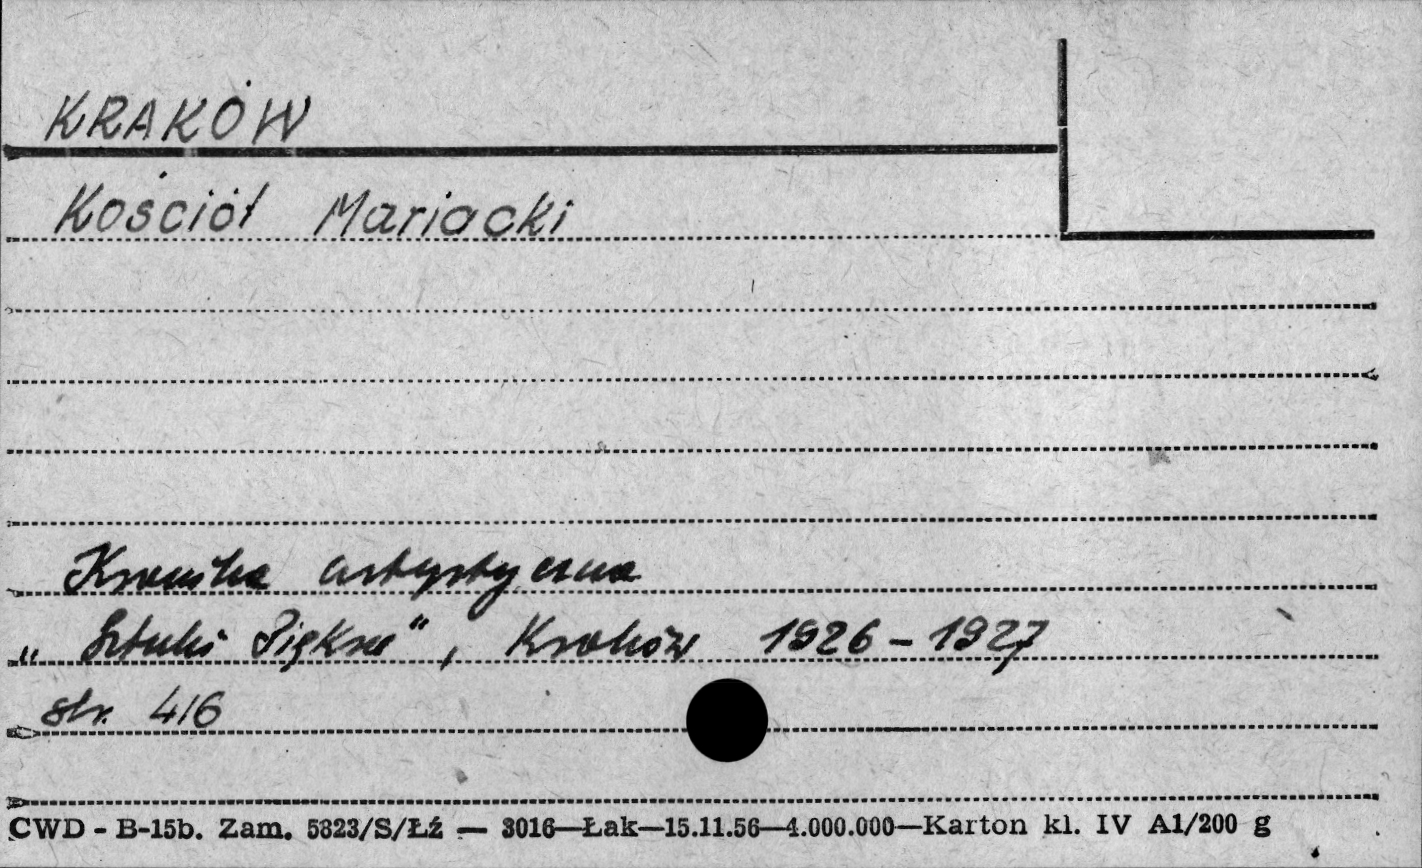 KRAKÓW
Kościół Mariacki
Kronika artystyczna
„Sztuki Piękne", Kraków 1926-1927
str. 416
CWD - B-15b. Zam. 5823/S/Łź — 3016—Łak—15.11.56—4.000.000—Karton kl. IV A1/200 g